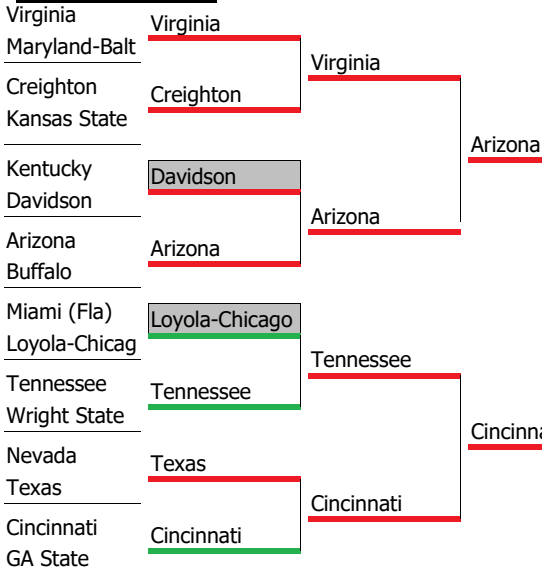 Virginia
Maryland-Balt
Creighton
Kansas State
Kentucky
Davidson
Arizona
Buffalo
Miami (Fla)
Loyola-Chicag
Tennessee
Wright State
Nevada
Texas
Cincinnati
GA State
Virginia
Creighton
Davidson
Arizona
Loyola-Chicago
Tennessee
Texas
Cincinnati
Virginia
Arizona
Tennessee
Cincinnati
Arizona
Cincinna